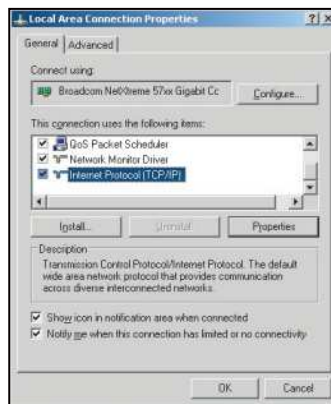 Local Area Connection Properties
General Advanced
Connect using:
Broadcom NetXtreme 57xx Gigabit Cc
Configure...
This connection uses the following items:
QoS Packet Scheduler
Network Monitor Driver
Internet Protocol (TCP/IP)
Install... Uninstall Properties
Description
Transmission Control Protocol/Internet Protocol. The default
wide area network protocol that provides communication
across diverse interconnected networks.
Show icon in notification area when connected
Notify me when this connection has limited or no connectivity
OK Cancel